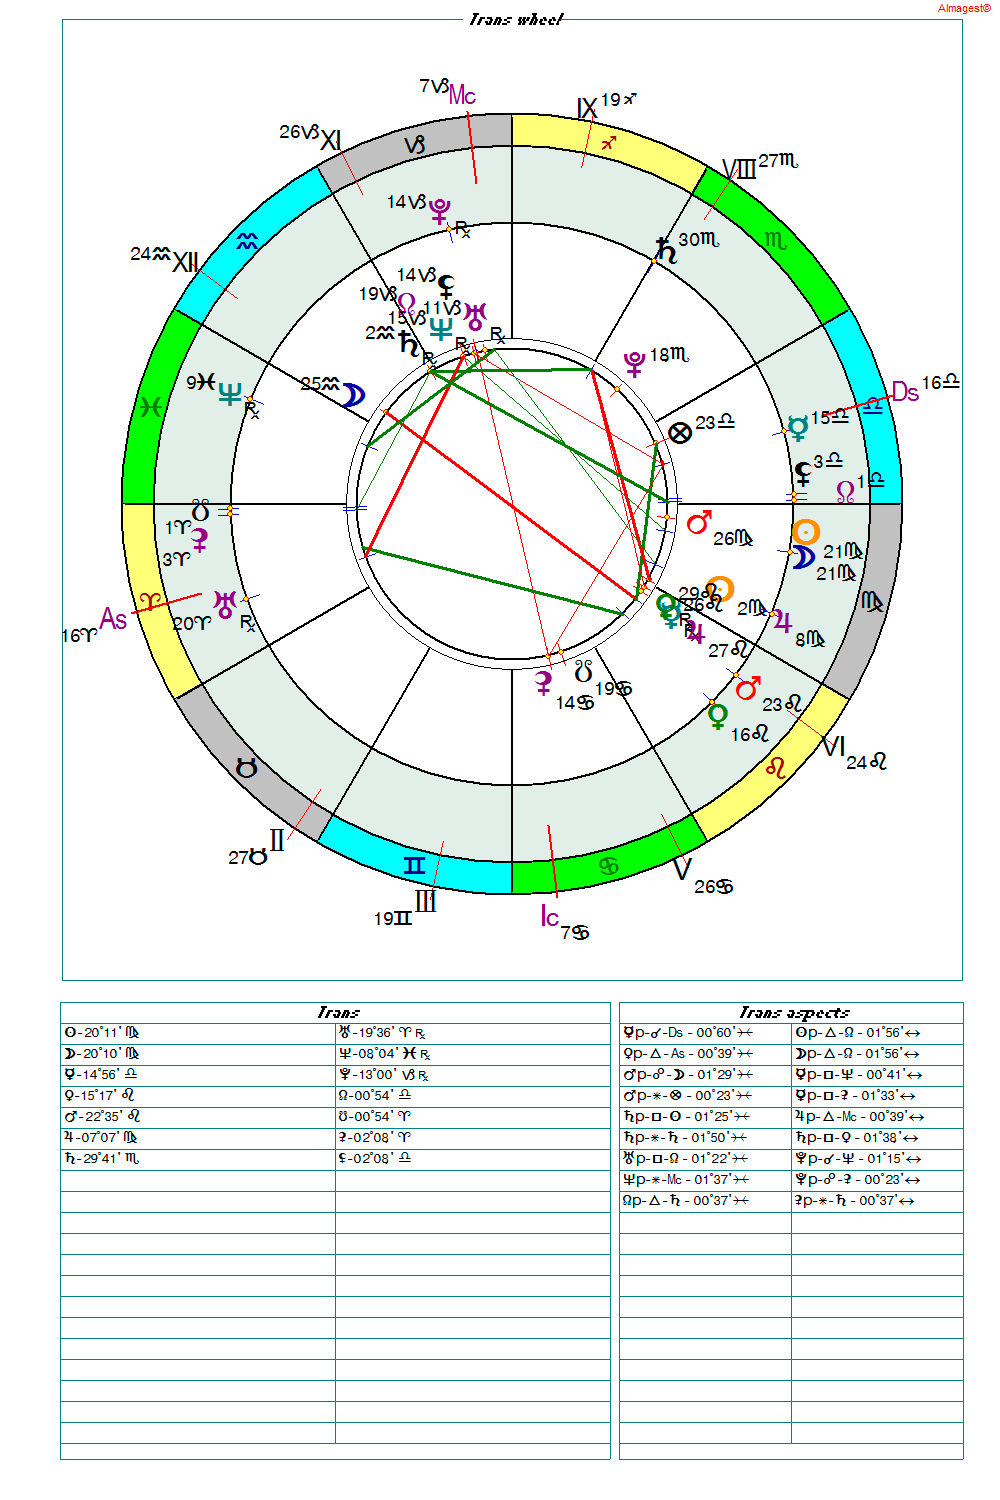 Almagest©
Trans wheel
7♑ Mc
IX 19♐
26♑ XI
♑
♐
VIII 27♏
14♑ ♇ ℞
♄ 30♏
♏
24♒ XII
♒
14♑ ⚸
19♑ ☊ 11♑ ♅ ℞
15♑ ♆ ℞
2♒ ♄ ℞
♇ 18♏
9♓ ♆ ℞
25♒ ☽
Ds 16♎
♎
♓
☿ 15♎
⊗ 23♎
⚸ 3♎
☊ 1♎
☋ 1♈
⚳ 3♈
♂ 26♍
☉ 21♍
☽ 21♍
♈
As 16♈
♅ 20♈ ℞
☉ 2♍
29♌
♀ 26♌ ℞
☿ ℞
♃ 27♌
♃ 8♍
♍
⚳ 14♋
☋ 19♋
♂ 23♌
♀ 16♌
VI 24♌
♉
♌
27♉ II
♊
♋
V 26♋
19♊ III
Ic 7♋
Trans
☉-20°11' ♍ ♅-19°36' ♈ ℞
☽-20°10' ♍ ♆-08°04' ♓ ℞
☿-14°56' ♎ ♇-13°00' ♑ ℞
♀-15°17' ♌ ☊-00°54' ♎
♂-22°35' ♌ ☋-00°54' ♈
♃-07°07' ♍ ⚳-02°08' ♈
♄-29°41' ♏ ⚸-02°08' ♎
Trans aspects
☿p-☌-Ds - 00°60' ☉p-△-☊ - 01°56'↔
♀p-△-As - 00°39' ☽p-△-☊ - 01°56'↔
♂p-☍-☽ - 01°29' ☿p-□-♆ - 00°41'↔
♂p-⚹-⊗ - 00°23' ☿p-□-⚳ - 01°33'↔
♄p-□-☉ - 01°25' ♃p-△-Mc - 00°39'↔
♄p-⚹-♄ - 01°50' ♄p-□-♀ - 01°38'↔
♅p-□-☊ - 01°22' ♇p-☌-♆ - 01°15'↔
♆p-⚹-Mc - 01°37' ♇p-☍-⚳ - 00°23'↔
☊p-△-♄ - 00°37' ⚳p-⚹-♄ - 00°37'↔